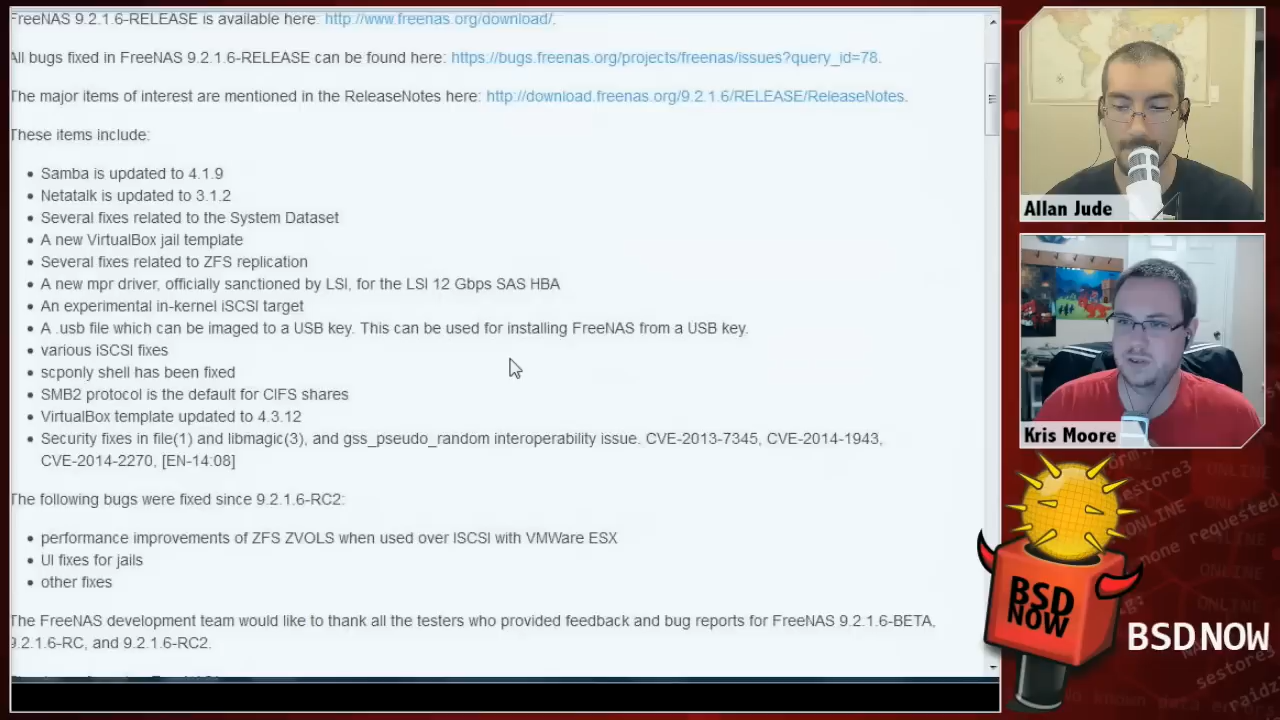 FreeNAS 9.2.1.6-RELEASE is available here: http://www.freenas.org/download/.
All bugs fixed in FreeNAS 9.2.1.6-RELEASE can be found here: https://bugs.freenas.org/projects/freenas/issues?query_id=78.
The major items of interest are mentioned in the ReleaseNotes here: http://download.freenas.org/9.2.1.6/RELEASE/ReleaseNotes.
These items include:
Samba is updated to 4.1.9
Netatalk is updated to 3.1.2
Several fixes related to the System Dataset
A new VirtualBox jail template
Several fixes related to ZFS replication
A new mpr driver, officially sanctioned by LSI, for the LSI 12 Gbps SAS HBA
An experimental in-kernel iSCSI target
A .usb file which can be imaged to a USB key. This can be used for installing FreeNAS from a USB key.
various iSCSI fixes
scponly shell has been fixed
SMB2 protocol is the default for CIFS shares
VirtualBox template updated to 4.3.12
Security fixes in file(1) and libmagic(3), and gss_pseudo_random interoperability issue. CVE-2013-7345, CVE-2014-1943,
CVE-2014-2270, [EN-14:08]
The following bugs were fixed since 9.2.1.6-RC2:
performance improvements of ZFS ZVOLS when used over ISCSI with VMWare ESX
UI fixes for jails
other fixes
The FreeNAS development team would like to thank all the testers who provided feedback and bug reports for FreeNAS 9.2.1.6-BETA,
9.2.1.6-RC, and 9.2.1.6-RC2.
Allan Jude
Kris Moore
BSD
NOW
BSD NOW
ONLINE
ONLINE
ONLINE
ONLINE
none requested